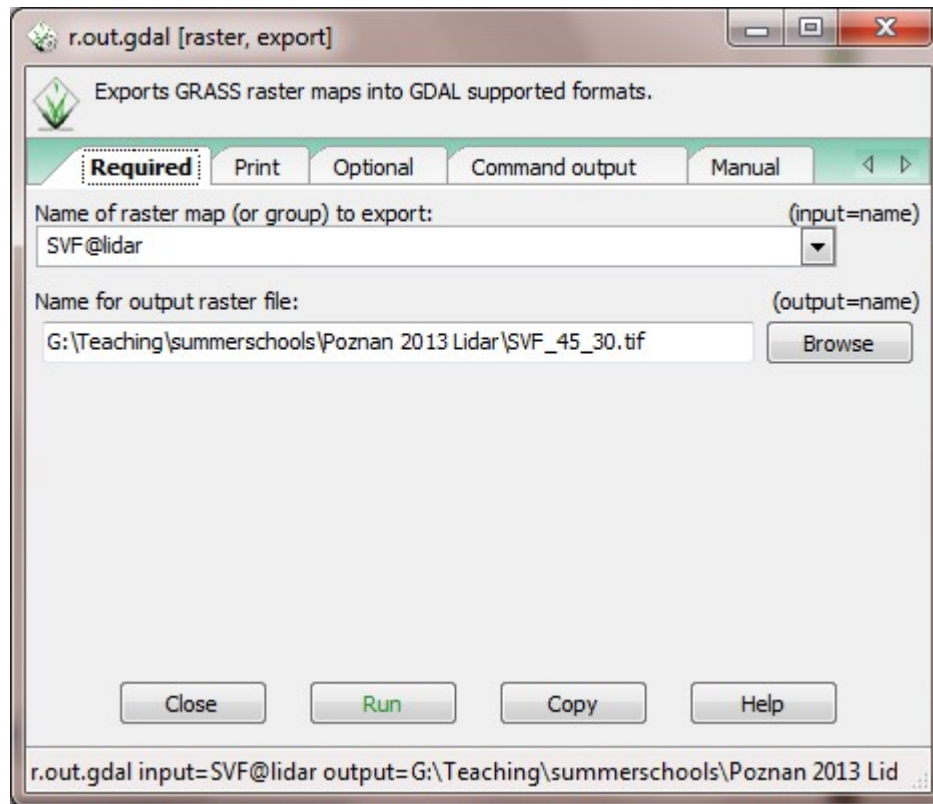 r.out.gdal [raster, export]
Exports GRASS raster maps into GDAL supported formats.
Required Print Optional Command output Manual
Name of raster map (or group) to export: (input=name)
SVF@lidar
Name for output raster file: (output=name)
G:\Teaching\summerschools\Poznan 2013 Lidar\SVF_45_30.tif Browse
Close Run Copy Help
r.out.gdal input=SVF@lidar output=G:\Teaching\summerschools\Poznan 2013 Lid